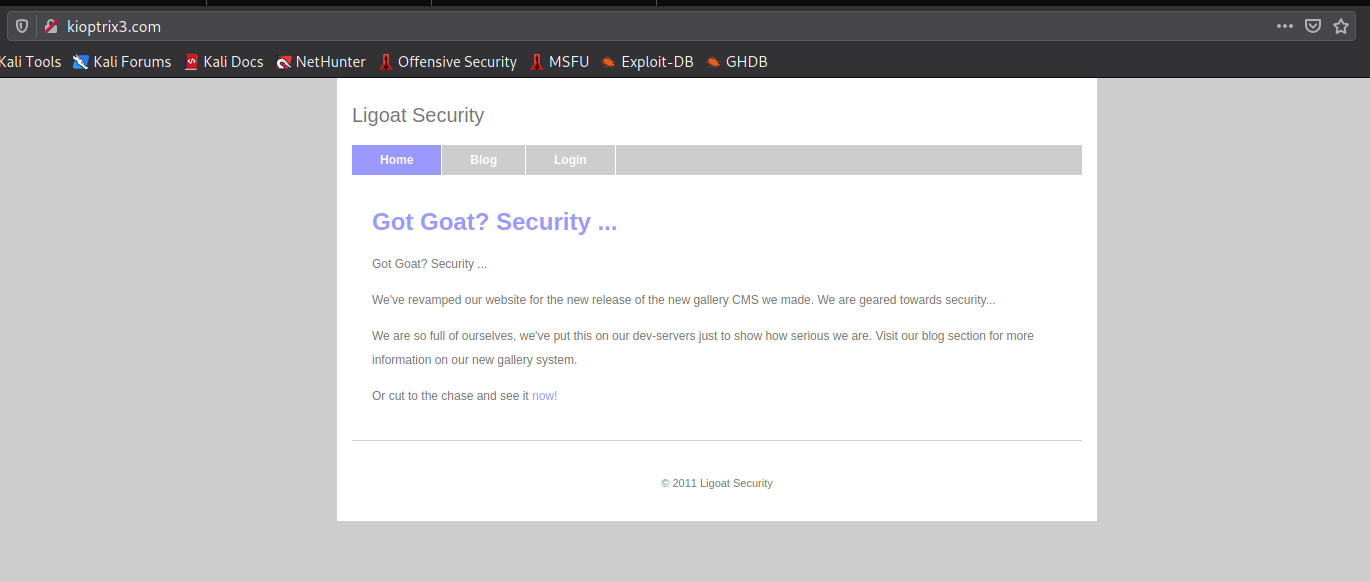 kioptrix3.com
Kali Tools Kali Forums Kali Docs NetHunter Offensive Security MSFU Exploit-DB GHDB
Ligoat Security
Home Blog Login
Got Goat? Security ...
Got Goat? Security ...
We've revamped our website for the new release of the new gallery CMS we made. We are geared towards security...
We are so full of ourselves, we've put this on our dev-servers just to show how serious we are. Visit our blog section for more
information on our new gallery system.
Or cut to the chase and see it now!
© 2011 Ligoat Security